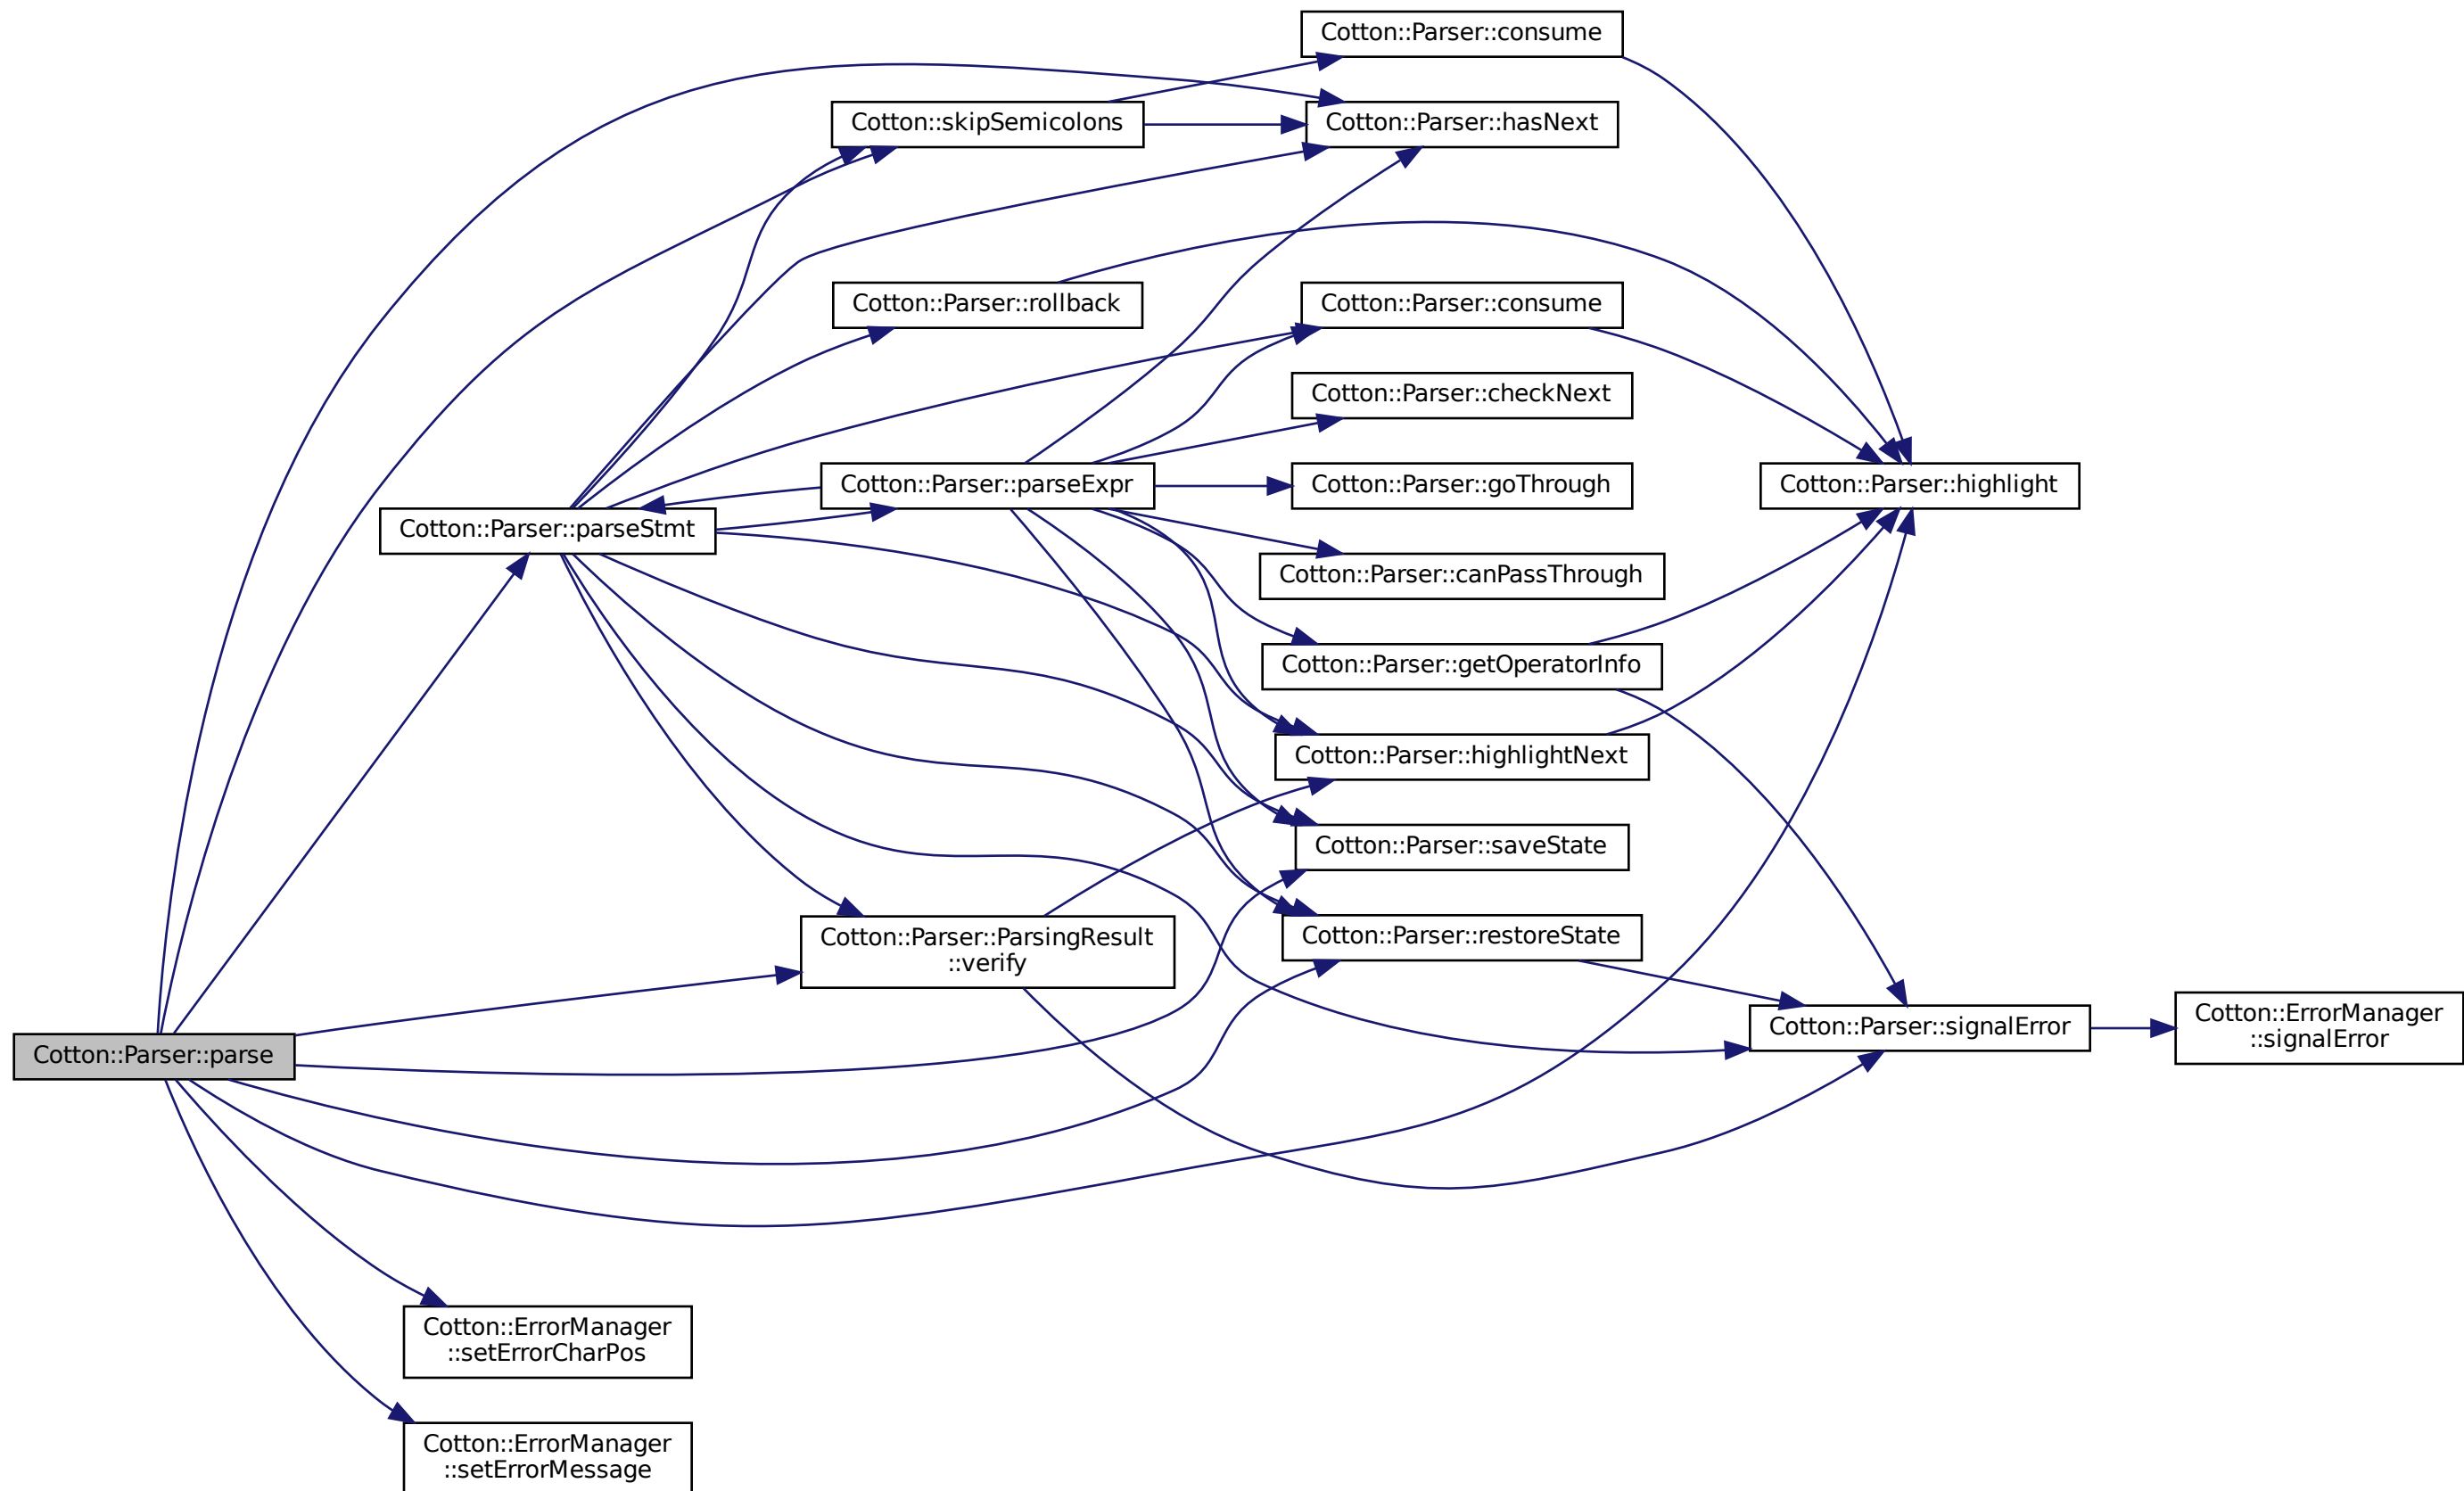 Cotton::Parser::consume
Cotton::skipSemicolons
Cotton::Parser::hasNext
Cotton::Parser::rollback
Cotton::Parser::consume
Cotton::Parser::checkNext
Cotton::Parser::parseExpr
Cotton::Parser::goThrough
Cotton::Parser::highlight
Cotton::Parser::parseStmt
Cotton::Parser::canPassThrough
Cotton::Parser::getOperatorInfo
Cotton::Parser::highlightNext
Cotton::Parser::saveState
Cotton::Parser::ParsingResult
::verify
Cotton::Parser::restoreState
Cotton::Parser::signalError
Cotton::ErrorManager
::signalError
Cotton::Parser::parse
Cotton::ErrorManager
::setErrorCharPos
Cotton::ErrorManager
::setErrorMessage